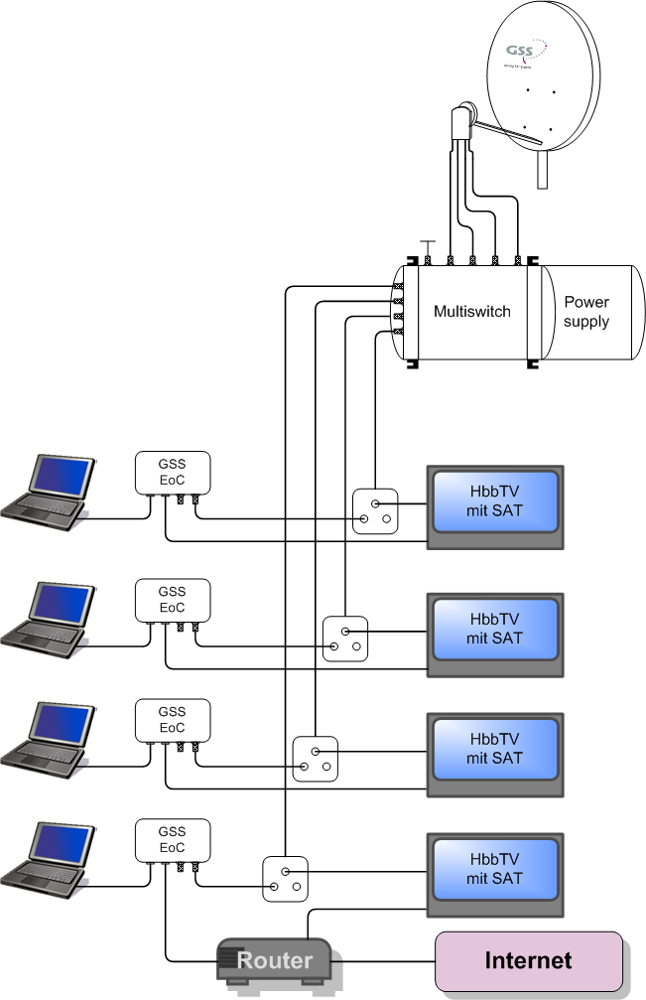 GSS
Multiswitch
Power
supply
GSS
EoC
HbbTV
mit SAT
GSS
EoC
HbbTV
mit SAT
GSS
EoC
HbbTV
mit SAT
GSS
EoC
HbbTV
mit SAT
Router
Internet